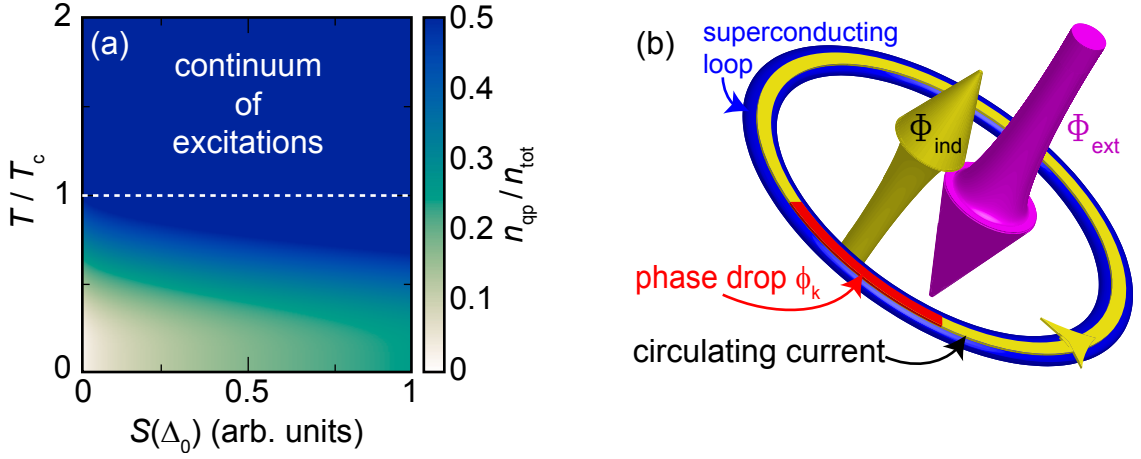 (a)
continuum
of
excitations
2
1
0
T / Tc
0
0.5
1
S(Δ0) (arb. units)
0.5
0.4
0.3
0.2
0.1
0
nqp / ntot
(b)
superconducting
loop
Φind
Φext
phase drop ϕk
circulating current